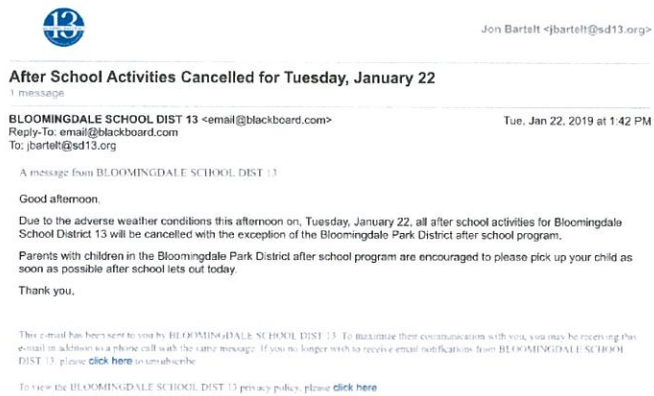 13
Jon Bartelt <jbartelt@sd13.org>
After School Activities Cancelled for Tuesday, January 22
1 message
BLOOMINGDALE SCHOOL DIST 13 <email@blackboard.com>
Tue, Jan 22, 2019 at 1:42 PM
Reply-To: email@blackboard.com
To: jbartelt@sd13.org
A message from BLOOMINGDALE SCHOOL DIST 13
Good afternoon.
Due to the adverse weather conditions this afternoon on, Tuesday, January 22, all after school activities for Bloomingdale
School District 13 will be cancelled with the exception of the Bloomingdale Park District after school program.
Parents with children in the Bloomingdale Park District after school program are encouraged to please pick up your child as
soon as possible after school lets out today.
Thank you,
This e-mail has been sent to you by BLOOMINGDALE SCHOOL DIST 13. To maximize their communication with you, you may be receiving this
e-mail in addition to a phone call with the same message. If you no longer wish to receive email notifications from BLOOMINGDALE SCHOOL
DIST 13, please click here to unsubscribe.
To view the BLOOMINGDALE SCHOOL DIST 13 privacy policy, please click here